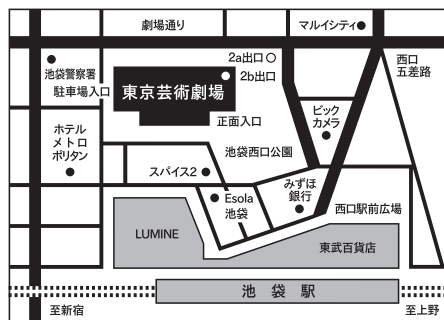 劇場通り
マルイシティ
2a出口
西口
五差路
池袋警察署
駐車場入口
東京芸術劇場
2b出口
正面入口
ビック
カメラ
ホテル
メトロ
ポリタン
池袋西口公園
スパイス2
みずほ
銀行
Esola
池袋
西口駅前広場
LUMINE
東武百貨店
池袋駅
至新宿
至上野